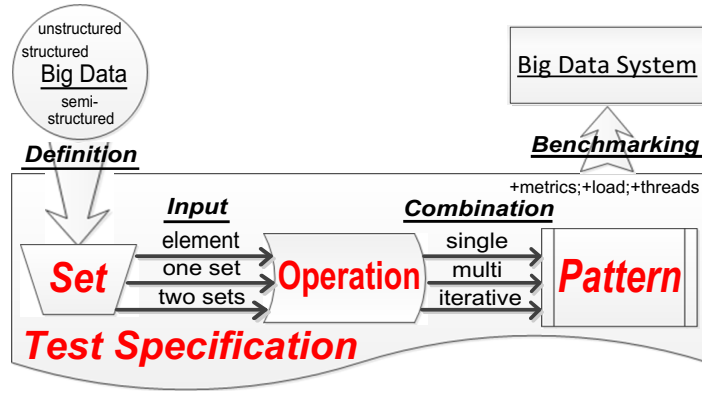 unstructured
structured
Big Data
semi-
structured
Big Data System
Definition
Benchmarking
+metrics;+load;+threads
Input
Combination
element
one set
two sets
single
multi
iterative
Set
Operation
Pattern
Test Specification